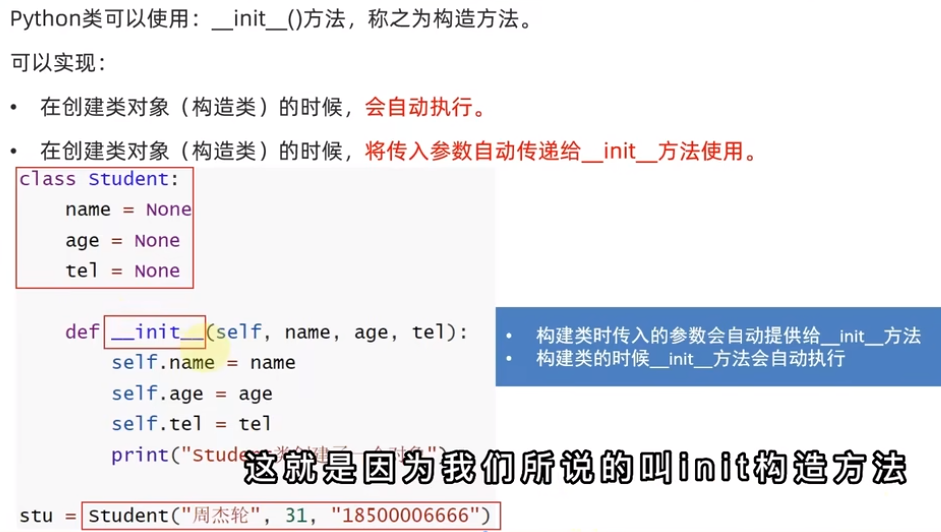 Python类可以使用：__init__()方法，称之为构造方法。
可以实现：
• 在创建类对象（构造类）的时候，会自动执行。
• 在创建类对象（构造类）的时候，将传入参数自动传递给__init__方法使用。
class Student:
    name = None
    age = None
    tel = None
    def __init__(self, name, age, tel):
        self.name = name
        self.age = age
        self.tel = tel
        print("Stude
• 构建类时传入的参数会自动提供给__init__方法
• 构建类的时候__init__方法会自动执行
这就是因为我们所说的叫init构造方法
stu = Student("周杰轮", 31, "18500006666")